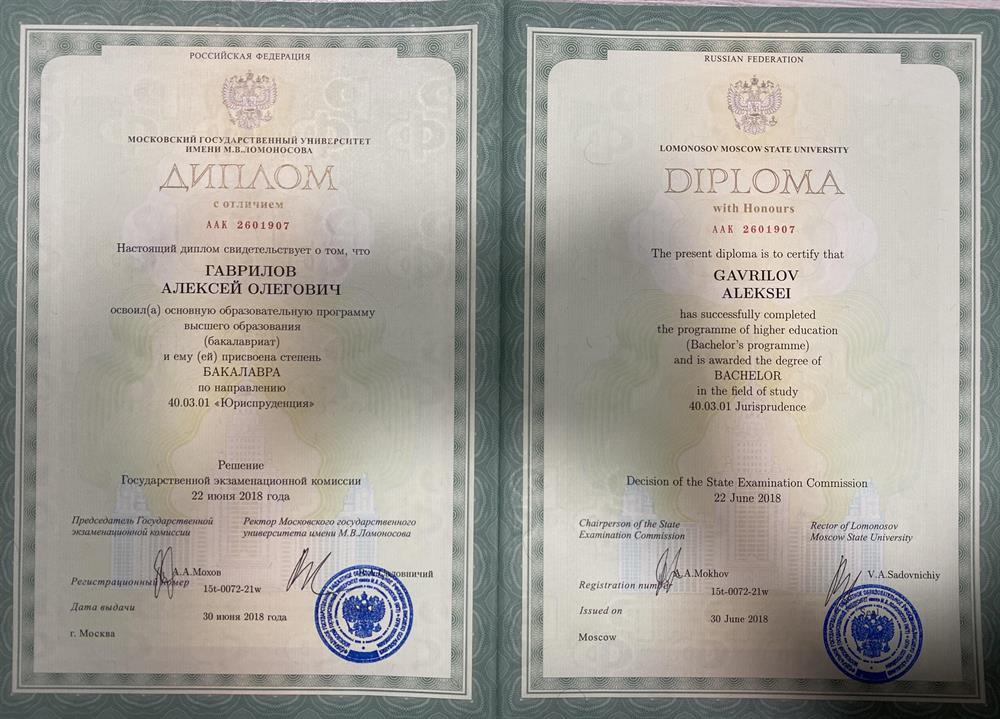 РОССИЙСКАЯ ФЕДЕРАЦИЯ
МОСКОВСКИЙ ГОСУДАРСТВЕННЫЙ УНИВЕРСИТЕТ
ИМЕНИ М.В.ЛОМОНОСОВА
ДИПЛОМ
с отличием
ААК 2601907
Настоящий диплом свидетельствует о том, что
ГАВРИЛОВ
АЛЕКСЕЙ ОЛЕГОВИЧ
освоил(а) основную образовательную программу
высшего образования
(бакалавриат)
и ему (ей) присвоена степень
БАКАЛАВРА
по направлению
40.03.01 «Юриспруденция»
Решение
Государственной экзаменационной комиссии
22 июня 2018 года
Председатель Государственной
экзаменационной комиссии
Ректор Московского государственного
университета имени М.В.Ломоносова
А.А.Мохов
В.А.Садовничий
Регистрационный номер
15t-0072-21w
Дата выдачи
30 июня 2018 года
г. Москва
RUSSIAN FEDERATION
LOMONOSOV MOSCOW STATE UNIVERSITY
DIPLOMA
with Honours
ААК 2601907
The present diploma is to certify that
GAVRILOV
ALEKSEI
has successfully completed
the programme of higher education
(Bachelor's programme)
and is awarded the degree of
BACHELOR
in the field of study
40.03.01 Jurisprudence
Decision of the State Examination Commission
22 June 2018
Chairperson of the State
Examination Commission
Rector of Lomonosov
Moscow State University
A.A.Mokhov
V.A.Sadovnichiy
Registration number
15t-0072-21w
Issued on
30 June 2018
Seal
Moscow